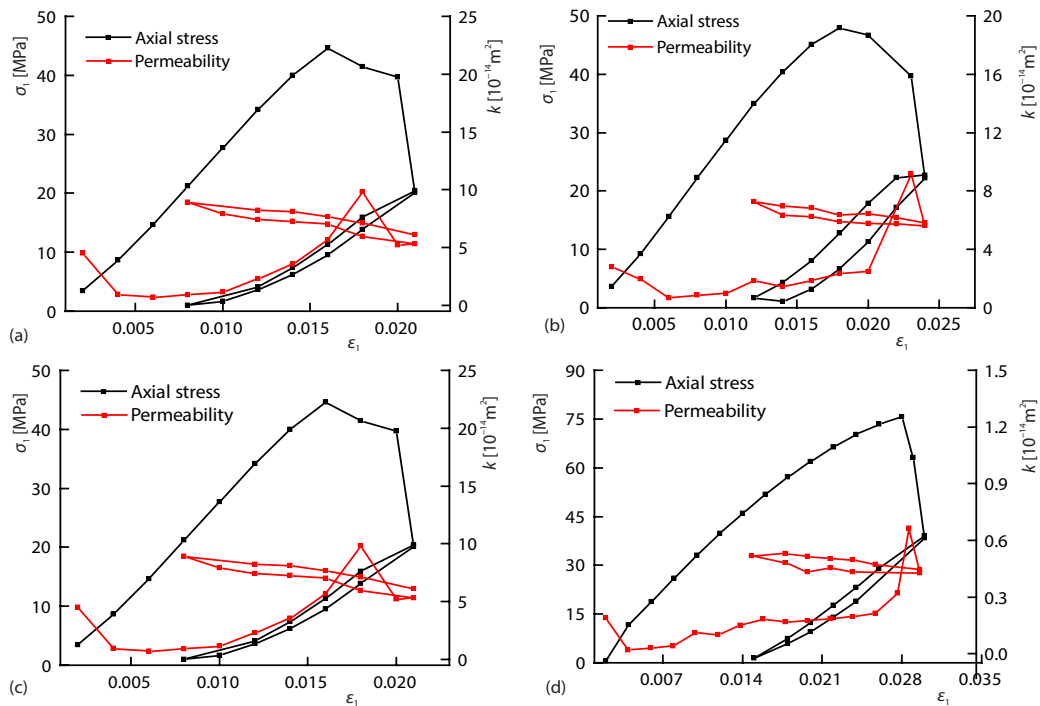 50
40
30
20
10
0
σ₁ [MPa]
Axial stress
Permeability
25
20
15
10
5
0
k [10⁻¹⁴m²]
0.005
0.010
0.015
0.020
ε₁
(a)
50
40
30
20
10
0
σ₁ [MPa]
Axial stress
Permeability
20
16
12
8
4
0
k [10⁻¹⁴m²]
0.005
0.010
0.015
0.020
0.025
ε₁
(b)
50
40
30
20
10
0
σ₁ [MPa]
Axial stress
Permeability
25
20
15
10
5
0
k [10⁻¹⁴m²]
0.005
0.010
0.015
0.020
ε₁
(c)
90
75
60
45
30
15
0
σ₁ [MPa]
Axial stress
Permeability
1.5
1.2
0.9
0.6
0.3
0.0
k [10⁻¹⁴m²]
0.007
0.014
0.021
0.028
0.035
ε₁
(d)